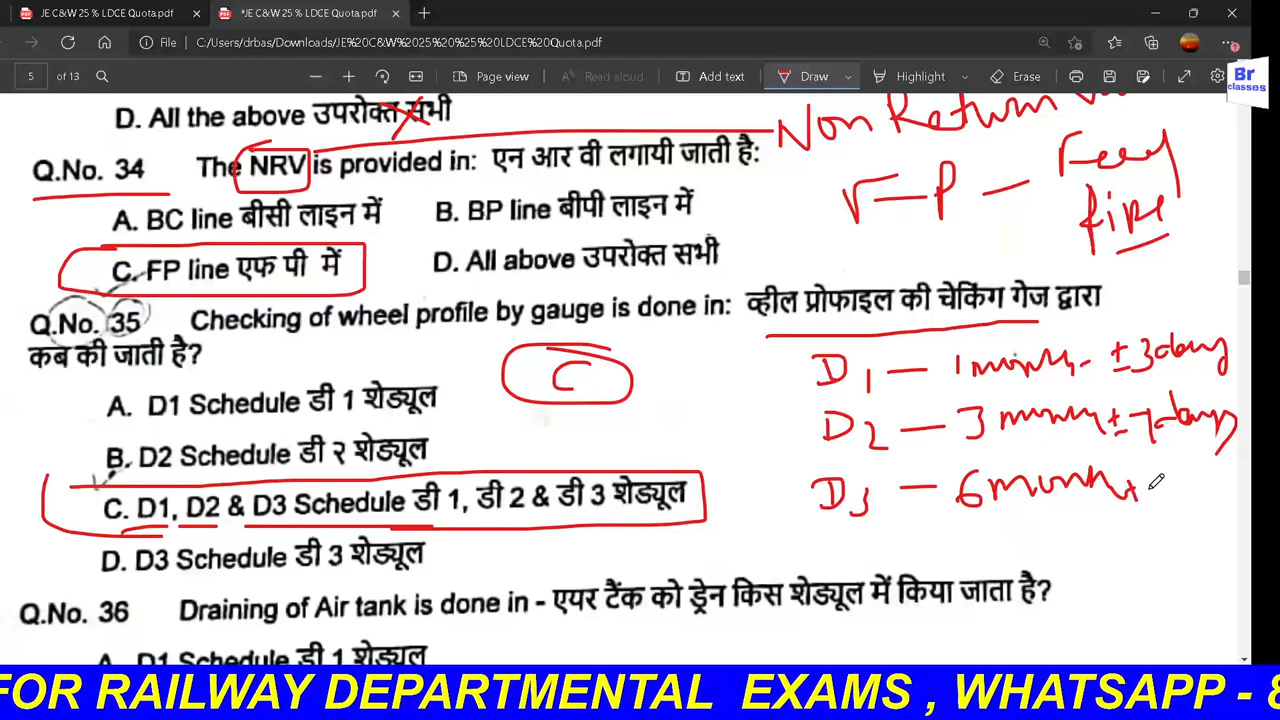 JE C&W 25 % LDCE Quota.pdf
*JE C&W 25 % LDCE Quota.pdf
File
C:/Users/drbas/Downloads/JE%20C&W%2025%20%25%20LDCE%20Quota.pdf
5 of 13
Page view
Read aloud
Add text
Draw
Highlight
Erase
Br
classes
D. All the above उपरोक्त सभी
Non Return
Q.No. 34 The NRV is provided in: एन आर वी लगायी जाती है:
A. BC line बीसी लाइन में B. BP line बीपी लाइन में
Feed
Pipe
C. FP line एफ पी में D. All above उपरोक्त सभी
Q.No. 35 Checking of wheel profile by gauge is done in: व्हील प्रोफाइल की चेकिंग गेज द्वारा
कब की जाती है?
C
D1 — 1 month ± 3 days
A. D1 Schedule डी 1 शेड्यूल
D2 — 3 month ± 7 days
B. D2 Schedule डी २ शेड्यूल
D3 — 6 month +
C. D1, D2 & D3 Schedule डी 1, डी 2 & डी 3 शेड्यूल
D. D3 Schedule डी 3 शेड्यूल
Q.No. 36 Draining of Air tank is done in - एयर टैंक को ड्रेन किस शेड्यूल में किया जाता है?
A. D1 Schedule डी 1 शेड्यूल
FOR RAILWAY DEPARTMENTAL EXAMS , WHATSAPP - 8